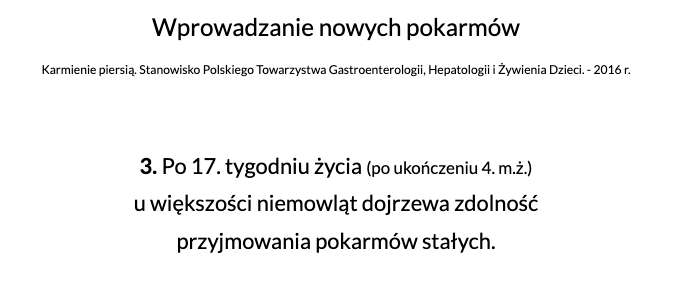 Wprowadzanie nowych pokarmów
Karmienie piersią. Stanowisko Polskiego Towarzystwa Gastroenterologii, Hepatologii i Żywienia Dzieci. - 2016 r.
3. Po 17. tygodniu życia (po ukończeniu 4. m.ż.)
u większości niemowląt dojrzewa zdolność
przyjmowania pokarmów stałych.